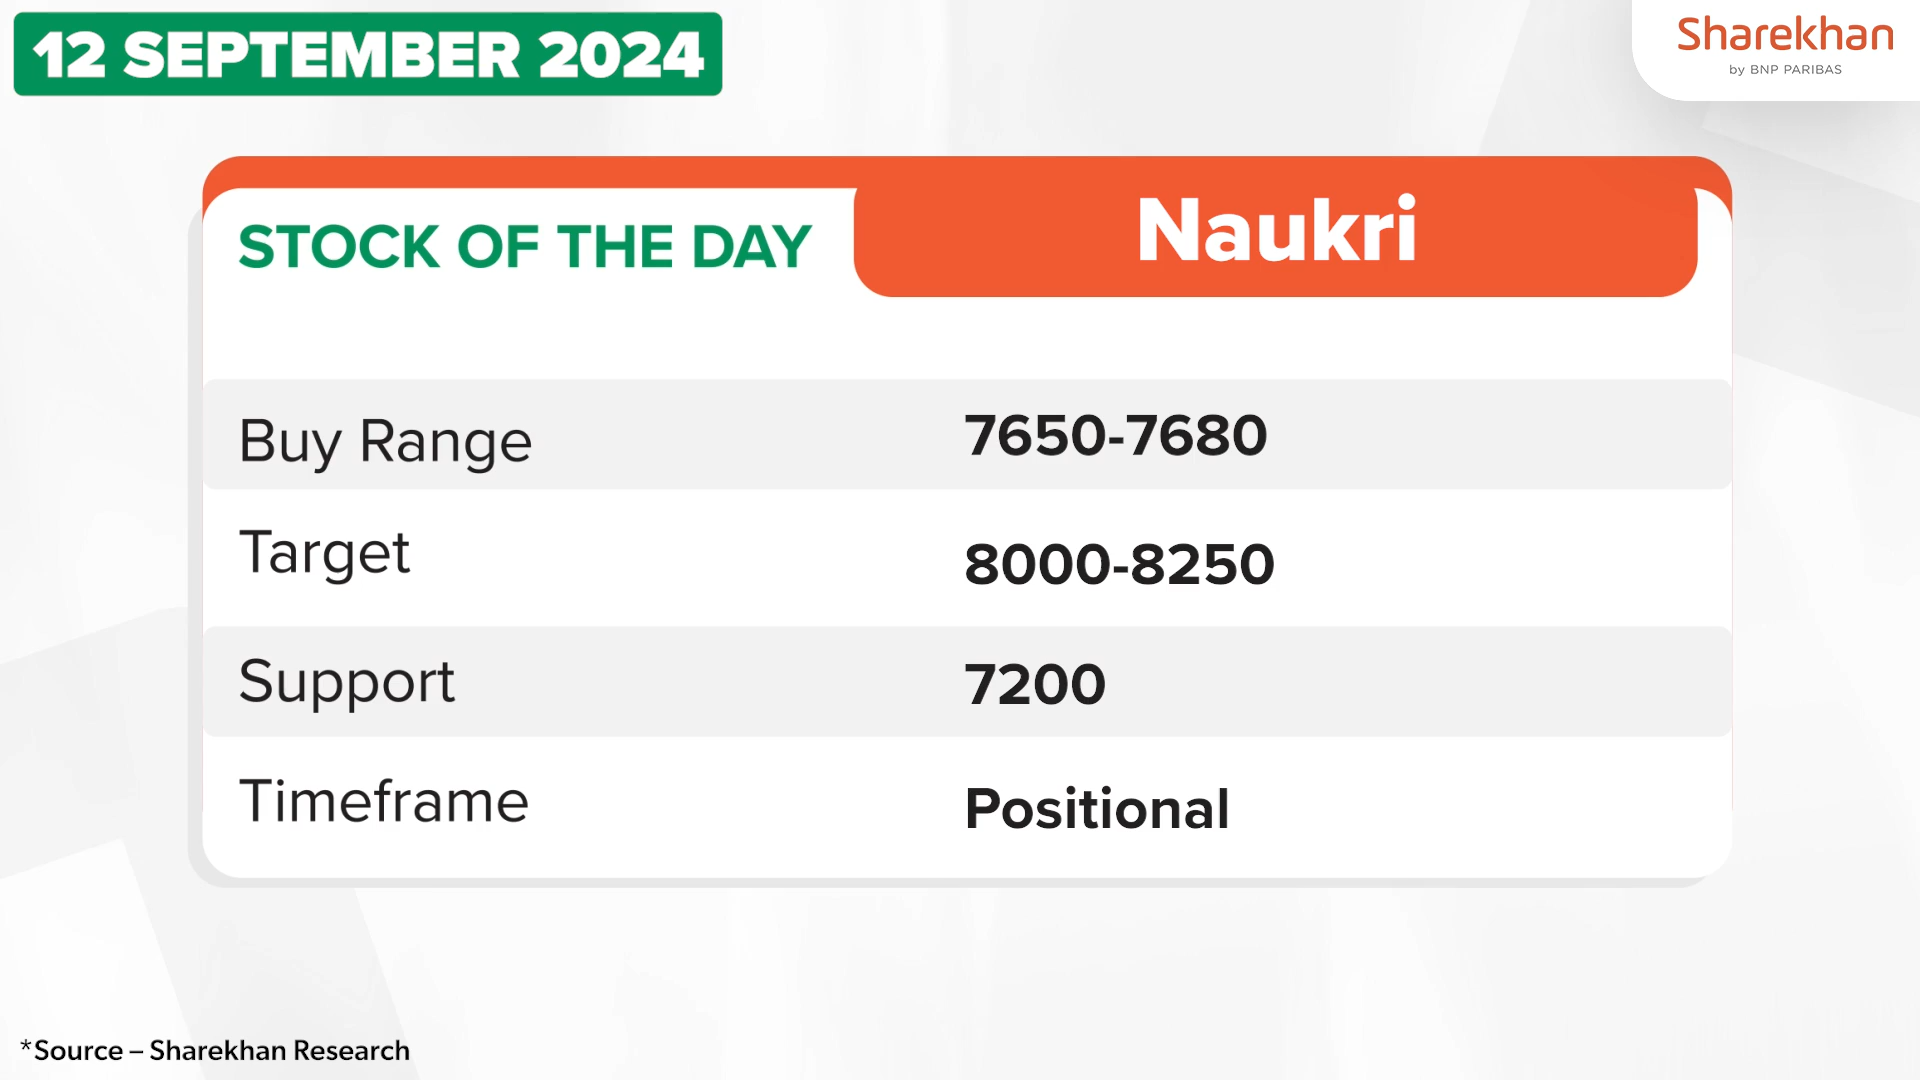 12 SEPTEMBER 2024
Sharekhan
by BNP PARIBAS
STOCK OF THE DAY
Naukri
Buy Range 7650-7680
Target 8000-8250
Support 7200
Timeframe Positional
*Source – Sharekhan Research